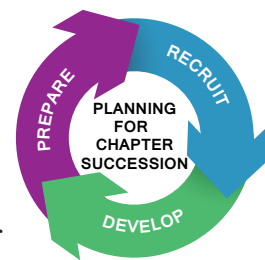 PREPARE
RECRUIT
PLANNING
FOR
CHAPTER
SUCCESSION
DEVELOP
.